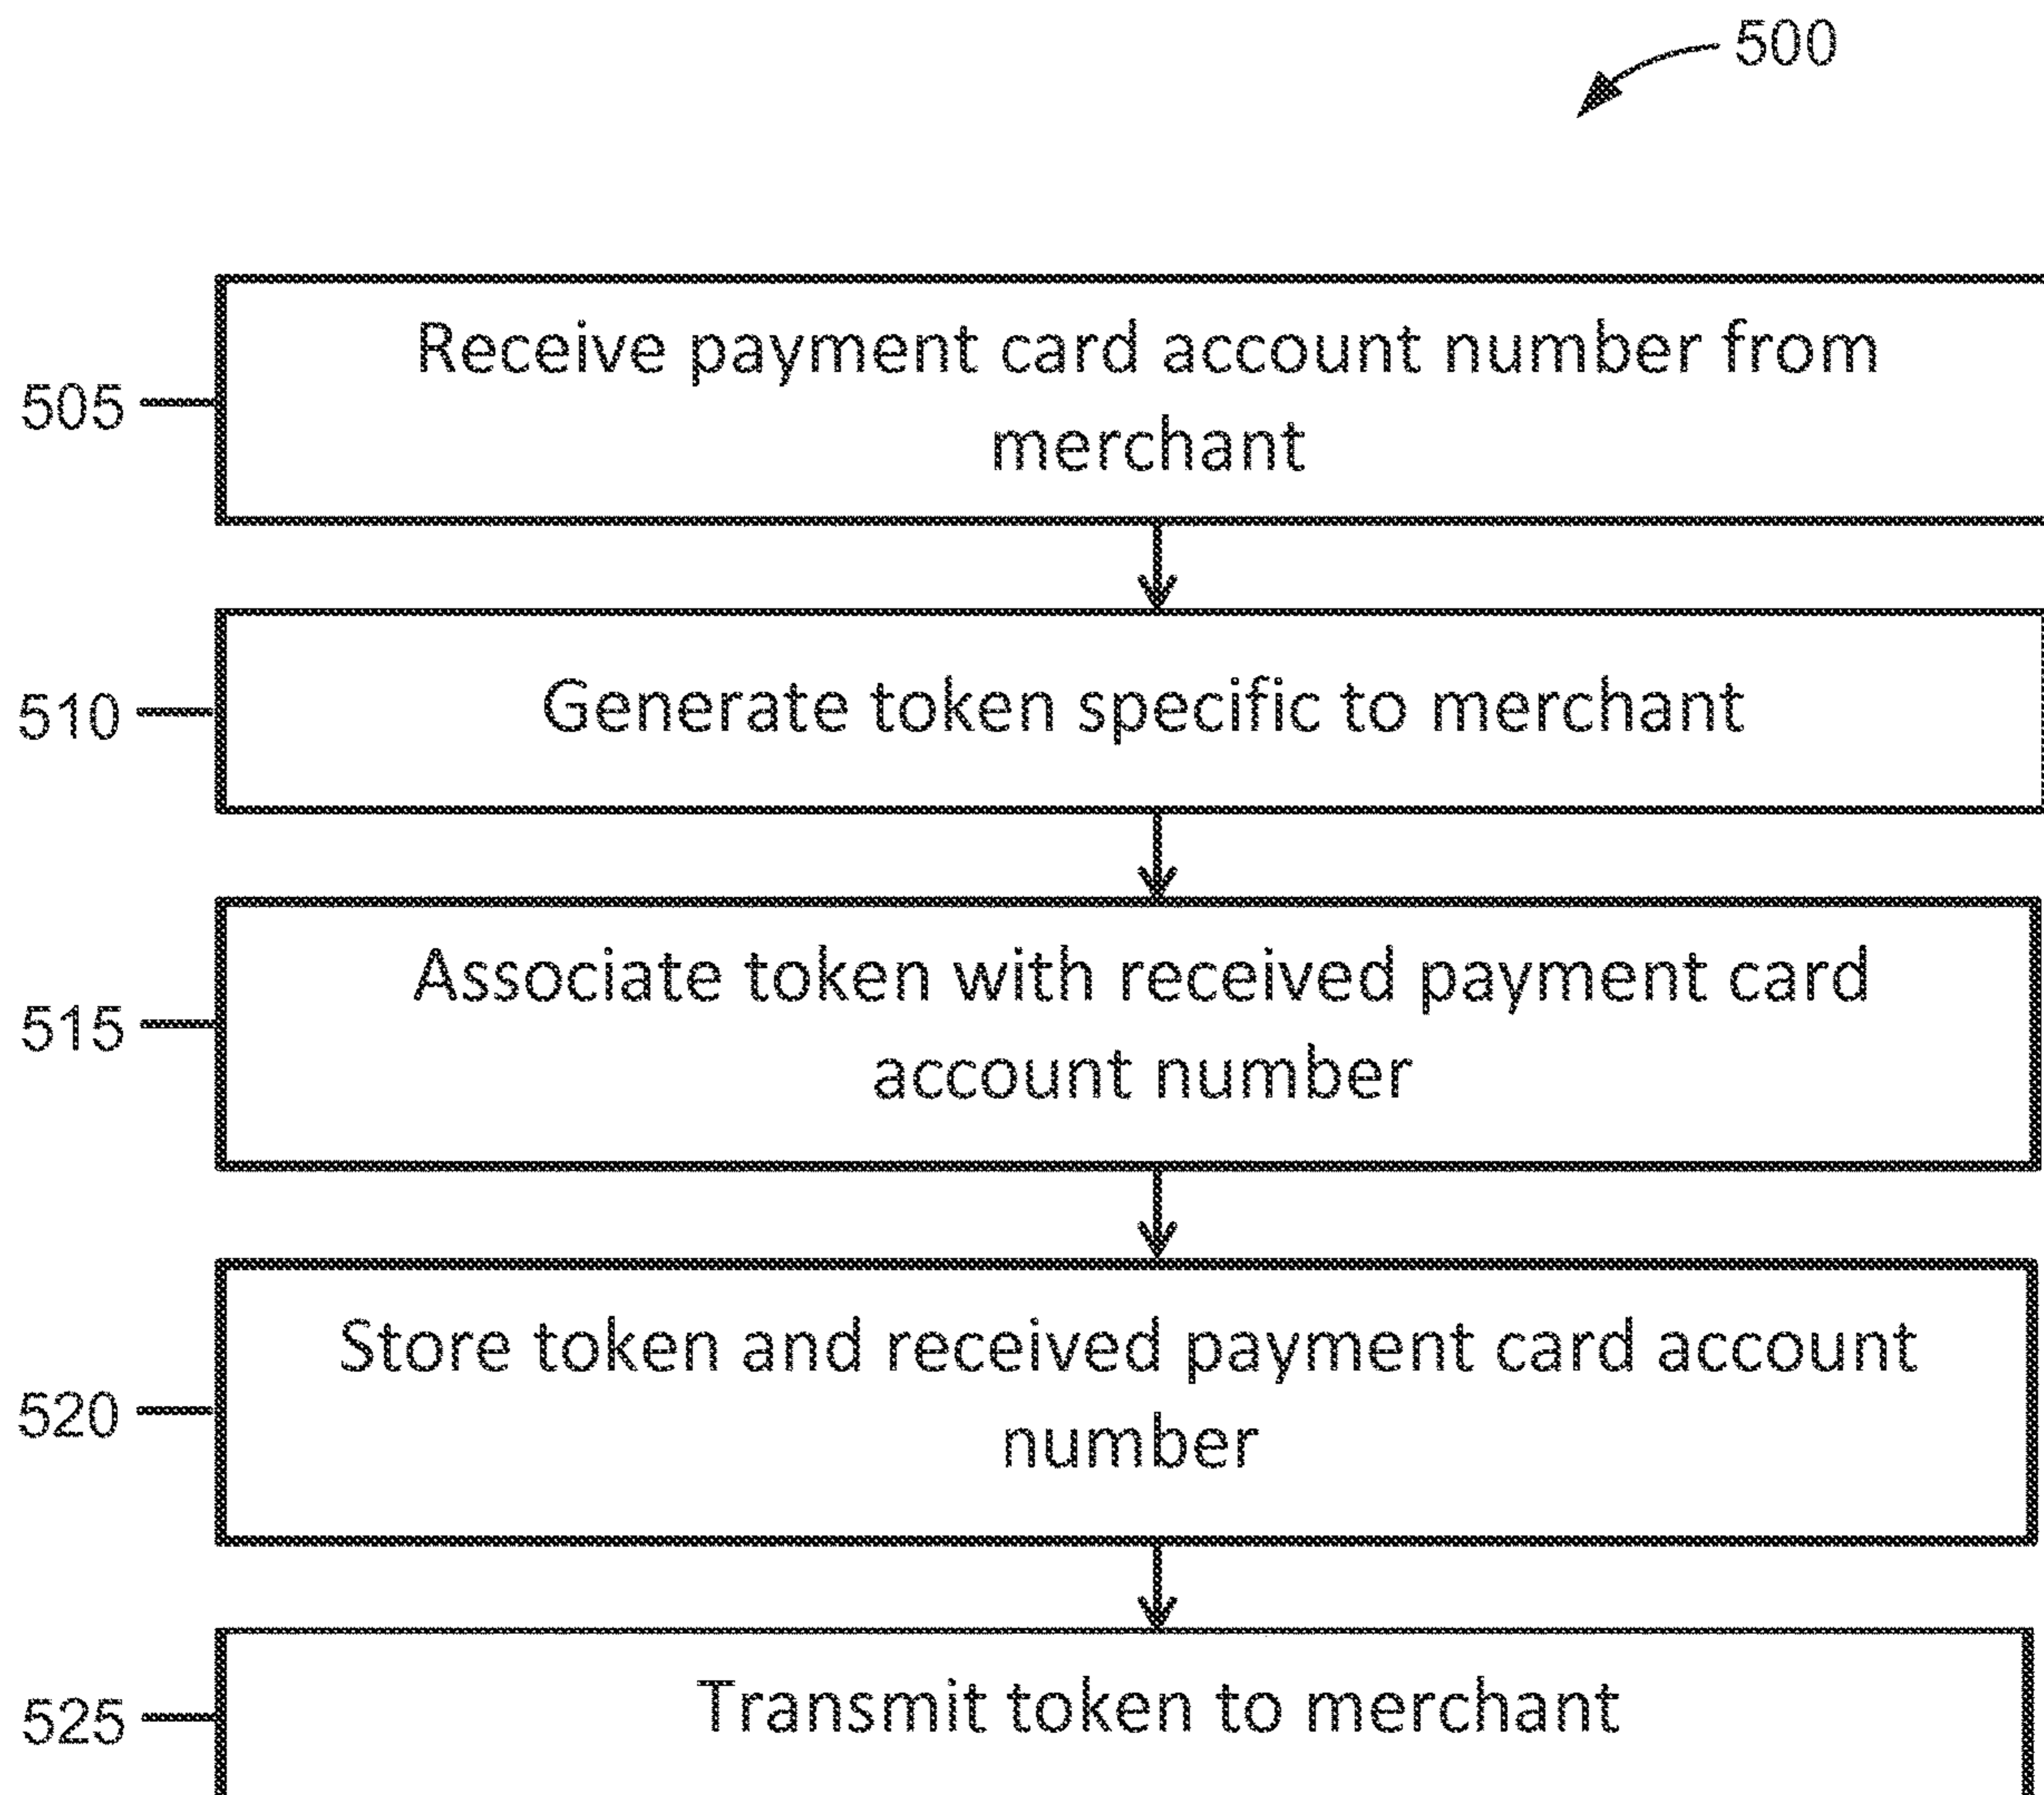 500
505
Receive payment card account number from
merchant
510
Generate token specific to merchant
515
Associate token with received payment card
account number
520
Store token and received payment card account
number
525
Transmit token to merchant